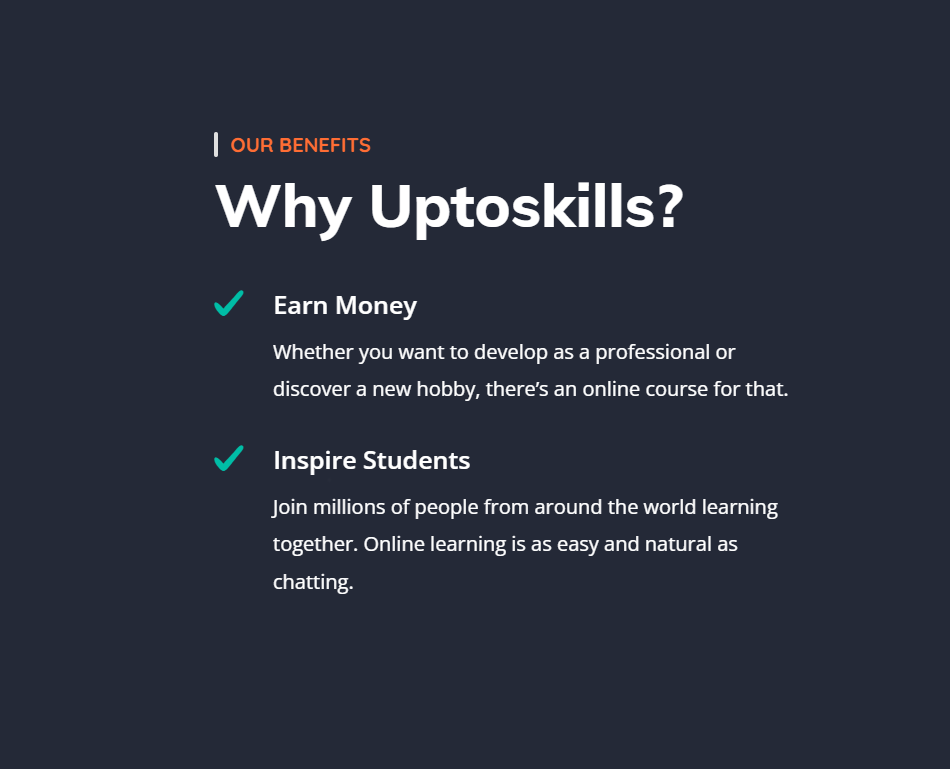 OUR BENEFITS
Why Uptoskills?
Earn Money
Whether you want to develop as a professional or
discover a new hobby, there’s an online course for that.
Inspire Students
Join millions of people from around the world learning
together. Online learning is as easy and natural as
chatting.